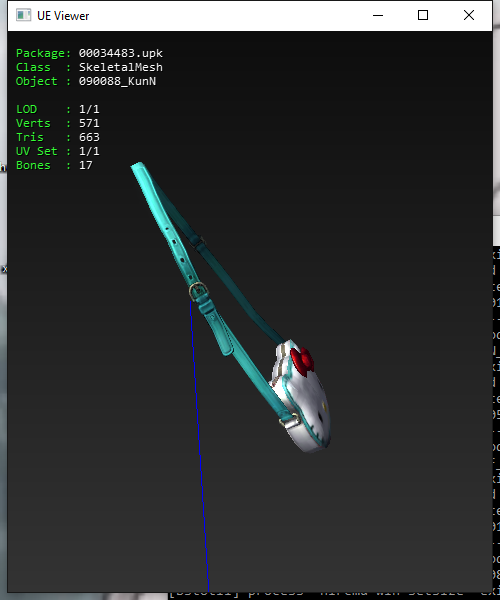 UE Viewer
Package: 00034483.upk
Class : SkeletalMesh
Object : 090088_KunN
LOD : 1/1
Verts : 571
Tris : 663
UV Set : 1/1
Bones : 17